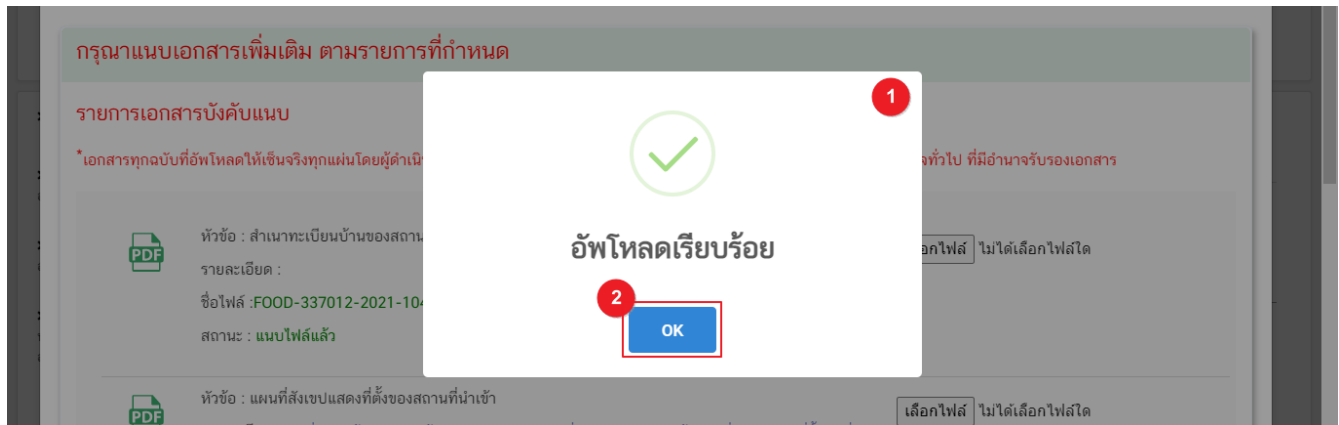 กรุณาแนบเอกสารเพิ่มเติม ตามรายการที่กำหนด
1
รายการเอกสารบังคับแนบ
*เอกสารทุกฉบับที่อัพโหลดให้เซ็นจริงทุกแผ่นโดยผู้ดำเนิ ทั่วไป ที่มีอำนาจรับรองเอกสาร
หัวข้อ : สำเนาทะเบียนบ้านของสถาน
อัพโหลดเรียบร้อย
อกไฟล์ ไม่ได้เลือกไฟล์ใด
รายละเอียด :
ชื่อไฟล์ :FOOD-337012-2021-104
2
สถานะ : แนบไฟล์แล้ว
OK
PDF
หัวข้อ : แผนที่สังเขปแสดงที่ตั้งของสถานที่นำเข้า
เลือกไฟล์ ไม่ได้เลือกไฟล์ใด
PDF